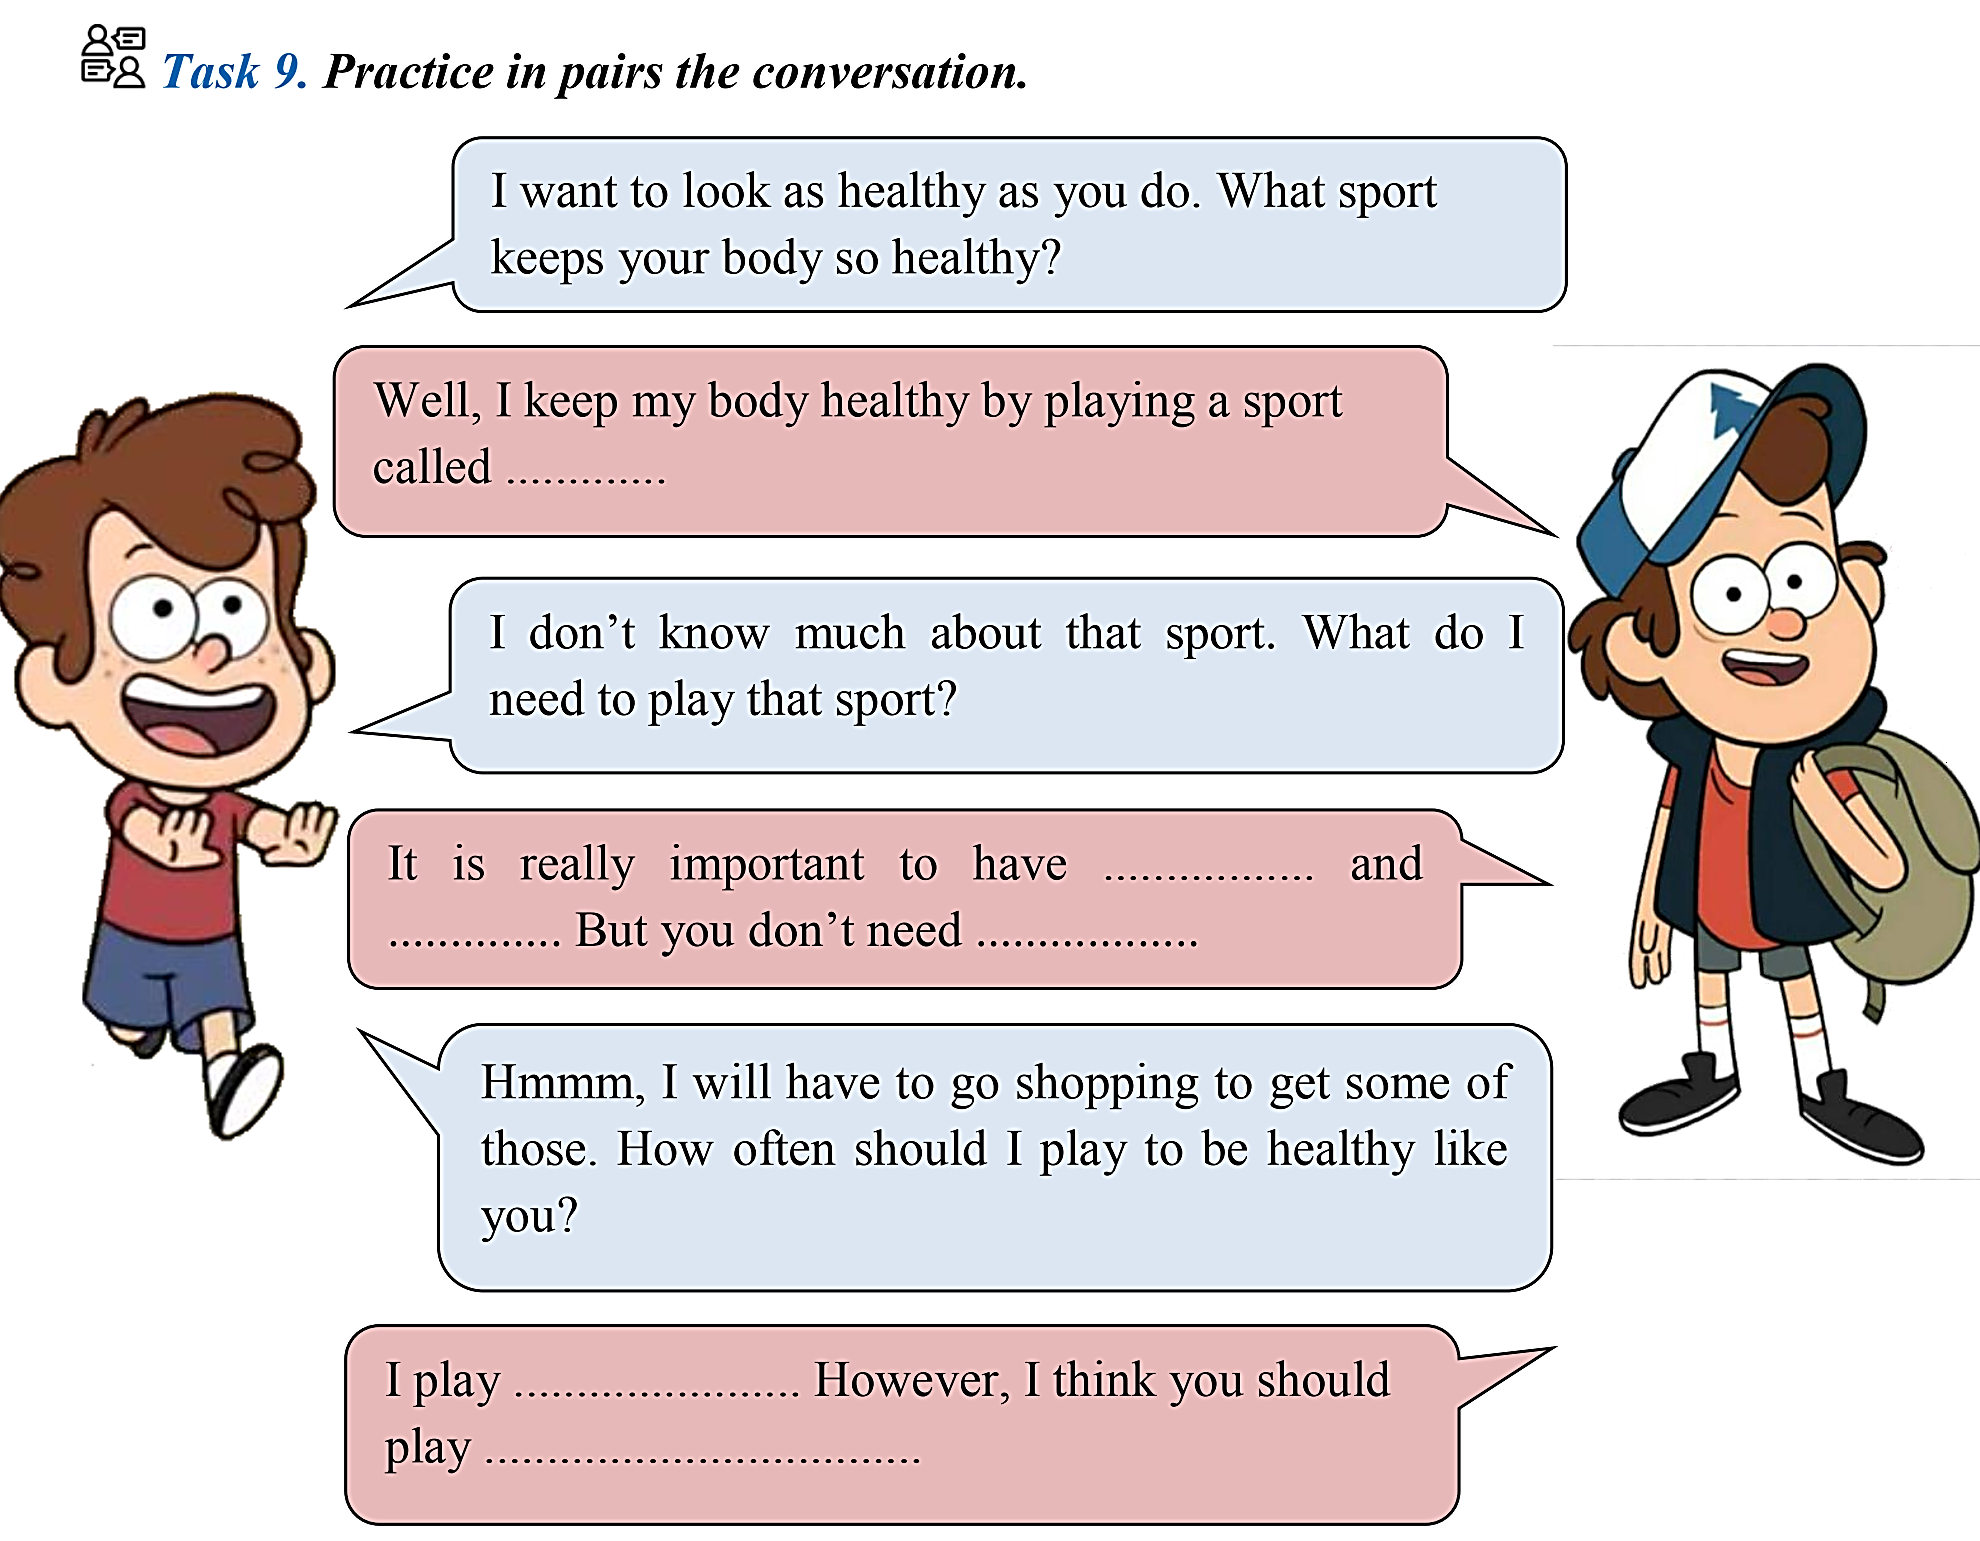 Task 9. Practice in pairs the conversation.
I want to look as healthy as you do. What sport
keeps your body so healthy?
Well, I keep my body healthy by playing a sport
called .............
I don’t know much about that sport. What do I
need to play that sport?
It is really important to have ................. and
.............. But you don’t need ..................
Hmmm, I will have to go shopping to get some of
those. How often should I play to be healthy like
you?
I play ....................... However, I think you should
play ...................................